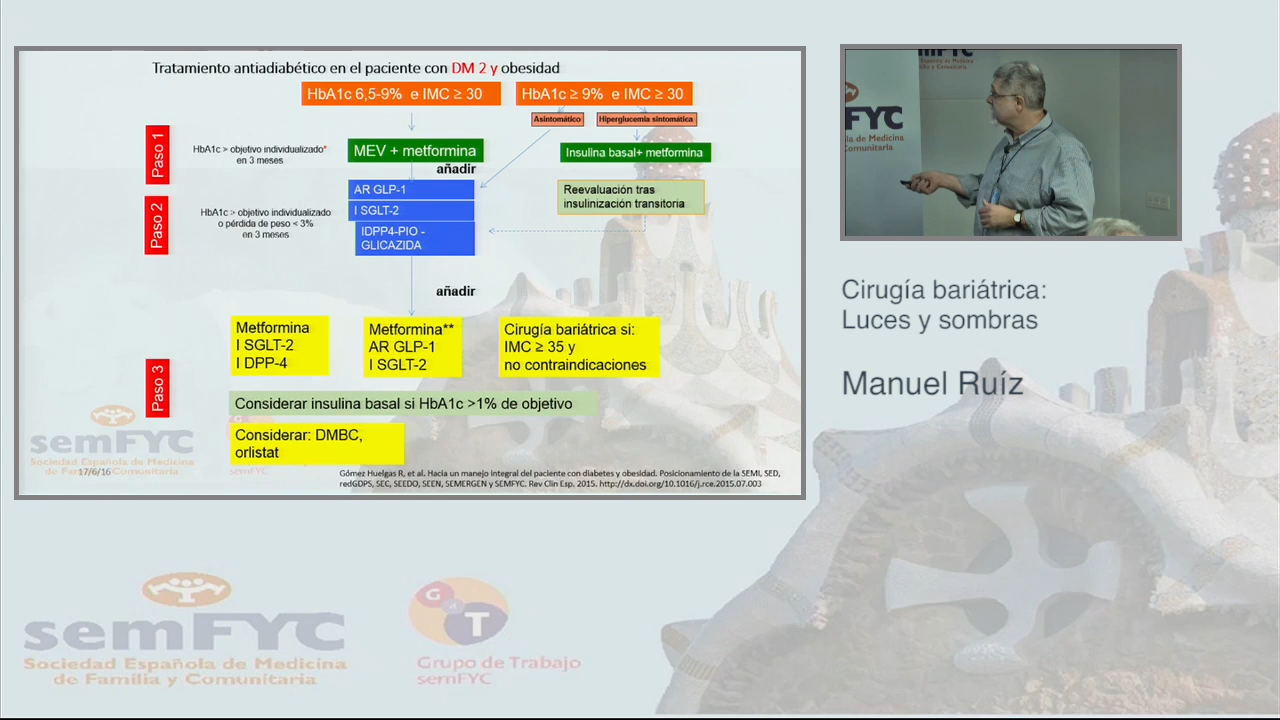 Tratamiento antiadiabético en el paciente con DM 2 y obesidad
HbA1c 6,5-9% e IMC ≥ 30
HbA1c ≥ 9% e IMC ≥ 30
Asintomático
Hiperglucemia sintomática
Paso 1
HbA1c > objetivo individualizado*
en 3 meses
MEV + metformina
Insulina basal+ metformina
añadir
Paso 2
HbA1c > objetivo individualizado
o pérdida de peso < 3%
en 3 meses
AR GLP-1
I SGLT-2
IDPP4-PIO -
GLICAZIDA
Reevaluación tras
insulinización transitoria
añadir
Paso 3
Metformina
I SGLT-2
I DPP-4
Metformina**
AR GLP-1
I SGLT-2
Cirugía bariátrica si:
IMC ≥ 35 y
no contraindicaciones
Considerar insulina basal si HbA1c >1% de objetivo
Considerar: DMBC,
orlistat
semFYC
Sociedad Española de Medicina
de Familia y Comunitaria
17/6/16
semFYC
Gómez Huelgas R, et al. Hacia un manejo integral del paciente con diabetes y obesidad. Posicionamiento de la SEMI, SED,
redGDPS, SEC, SEEDO, SEEN, SEMERGEN y SEMFYC. Rev Clin Esp. 2015. http://dx.doi.org/10.1016/j.rce.2015.07.003
FYC
de Medicina
Comunitaria
Cirugía bariátrica:
Luces y sombras
Manuel Ruíz
semFYC
Sociedad Española de Medicina
de Familia y Comunitaria
G
T
Grupo de Trabajo
semFYC